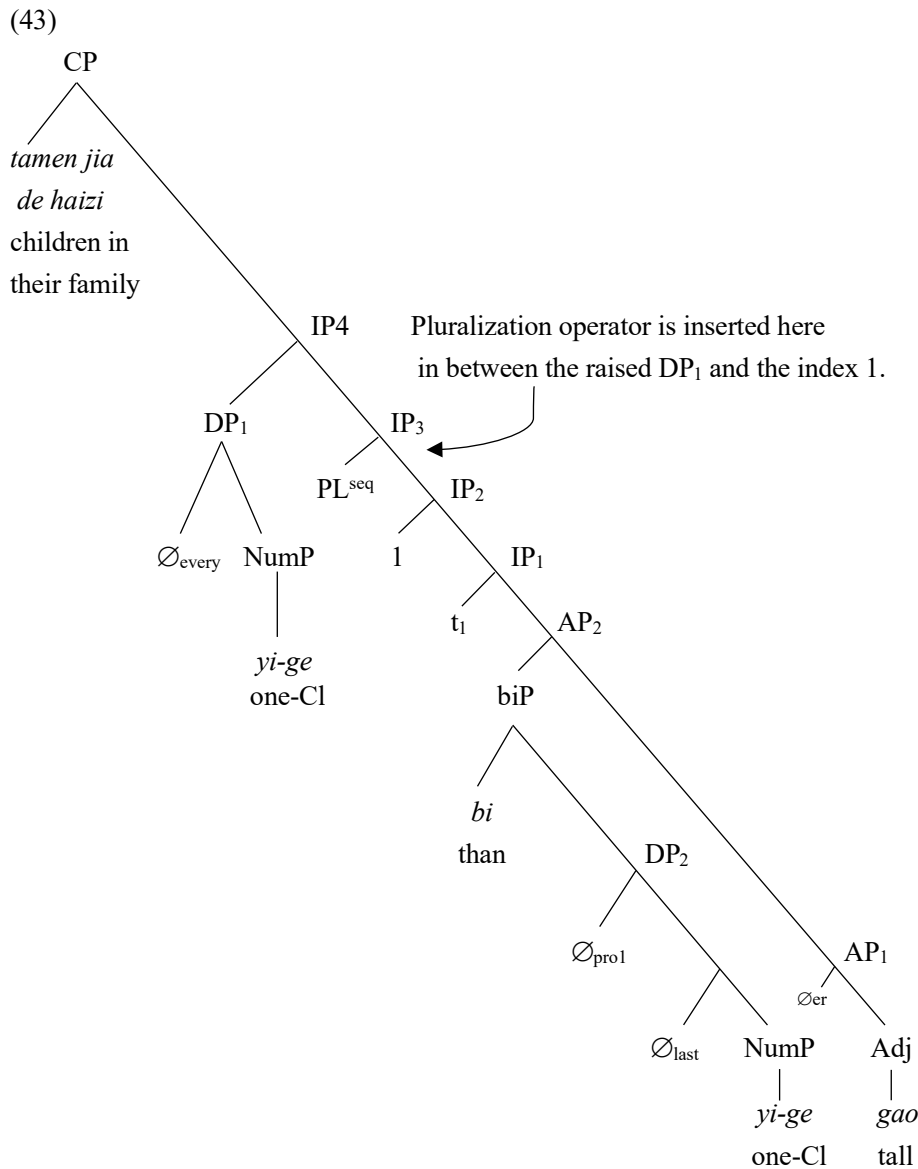 (43)
CP
tamen jia
de haizi
children in
their family
IP4
Pluralization operator is inserted here
in between the raised DP₁ and the index 1.
DP₁
IP₃
PLˢᵉq
IP₂
∅every
NumP
1
IP₁
t₁
AP₂
yi-ge
one-Cl
biP
bi
than
DP₂
∅pro1
AP₁
∅er
∅last
NumP
Adj
yi-ge
gao
one-Cl
tall